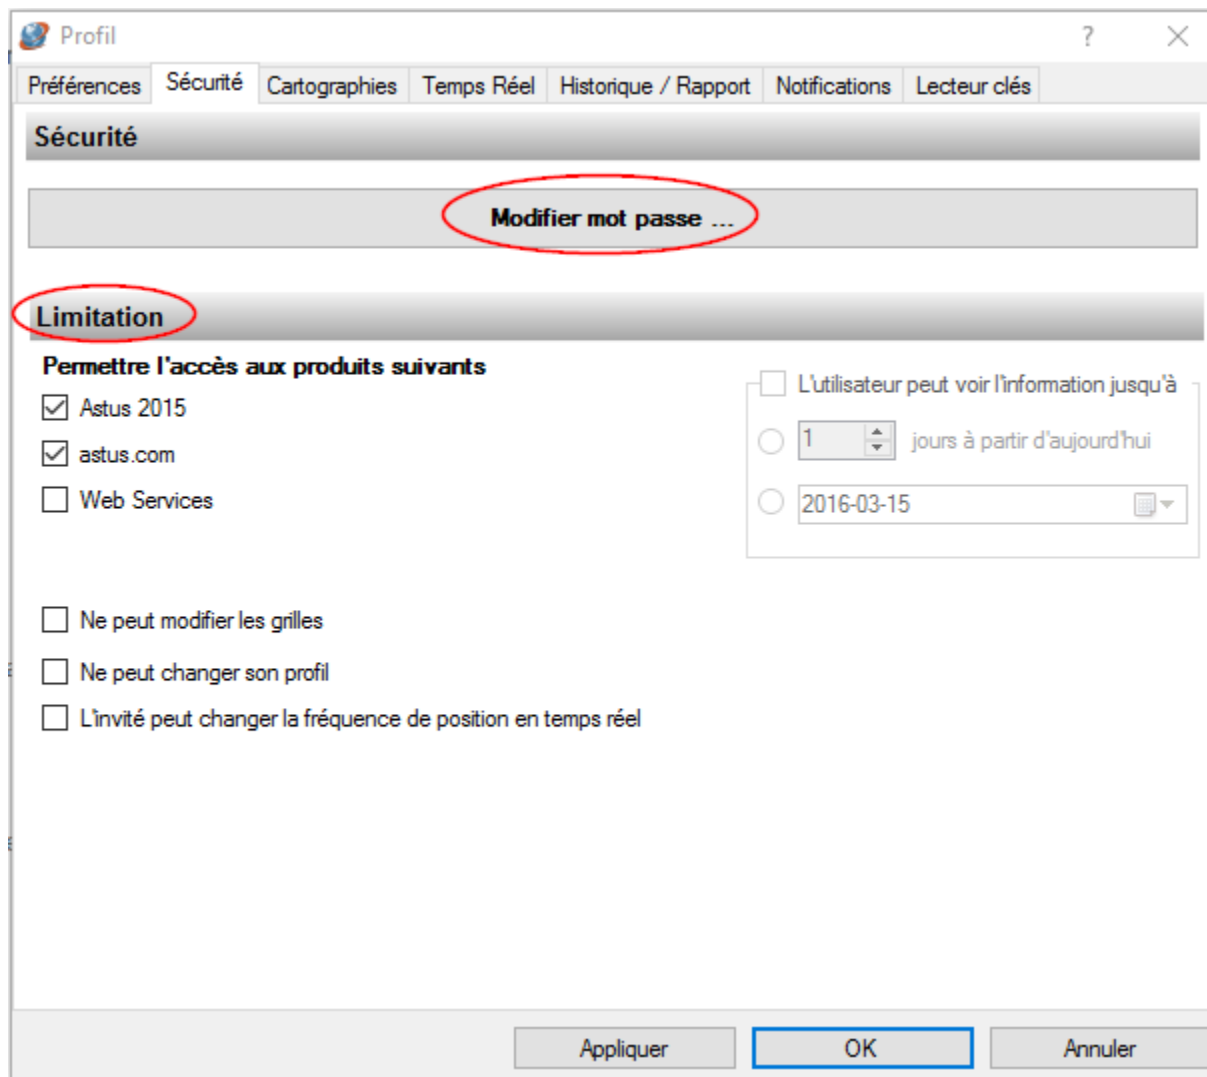 Profil
?
Préférences Sécurité Cartographies Temps Réel Historique / Rapport Notifications Lecteur clés
Sécurité
Modifier mot passe ...
Limitation
Permettre l'accès aux produits suivants
Astus 2015
astus.com
Web Services
L'utilisateur peut voir l'information jusqu'à
1 jours à partir d'aujourd'hui
2016-03-15
Ne peut modifier les grilles
Ne peut changer son profil
L'invité peut changer la fréquence de position en temps réel
Appliquer OK Annuler